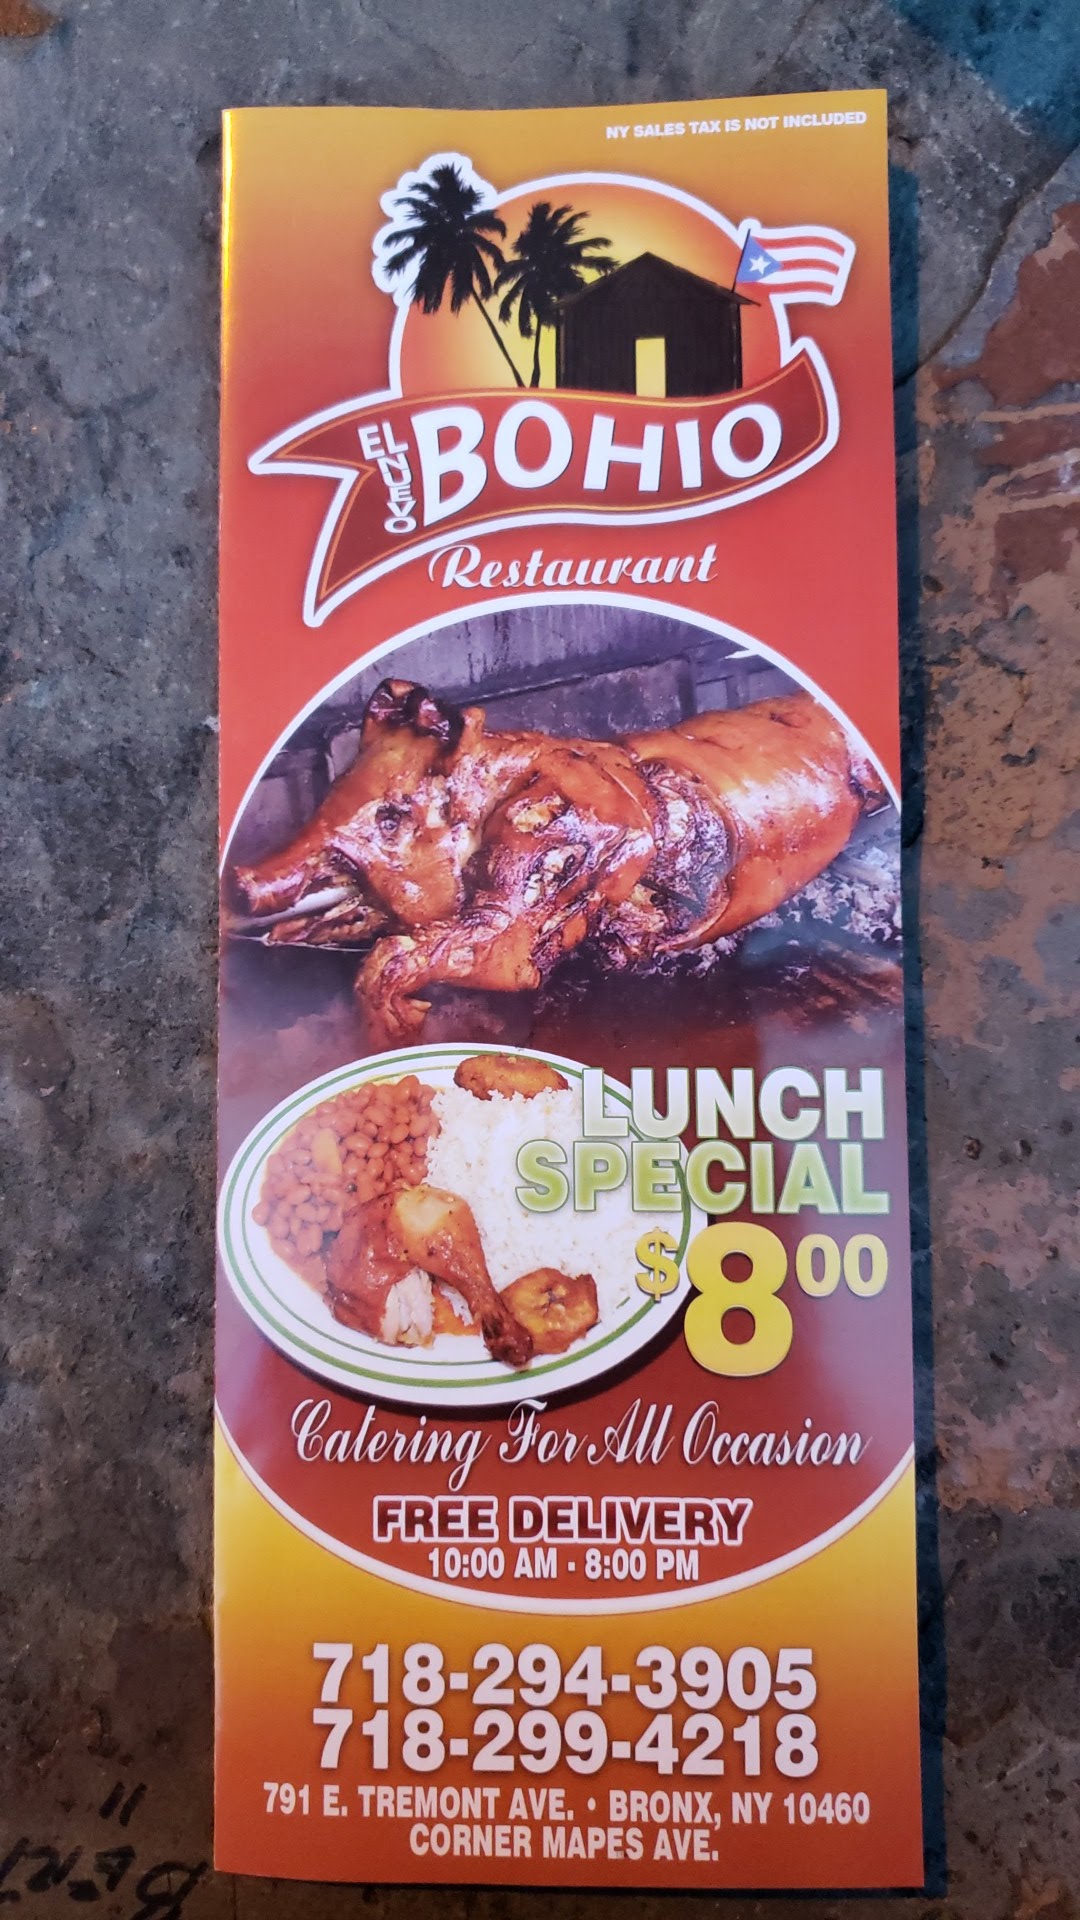 NY SALES TAX IS NOT INCLUDED
EL NUEVO BOHIO
Restaurant
LUNCH
SPECIAL
$800
Catering For All Occasion
FREE DELIVERY
10:00 AM - 8:00 PM
718-294-3905
718-299-4218
791 E. TREMONT AVE. • BRONX, NY 10460
CORNER MAPES AVE.